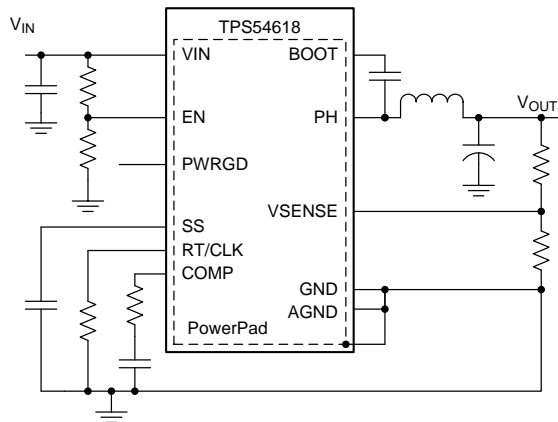 TPS54618
VIN
VIN
BOOT
EN
PH
VOUT
PWRGD
VSENSE
SS
RT/CLK
COMP
GND
AGND
PowerPad